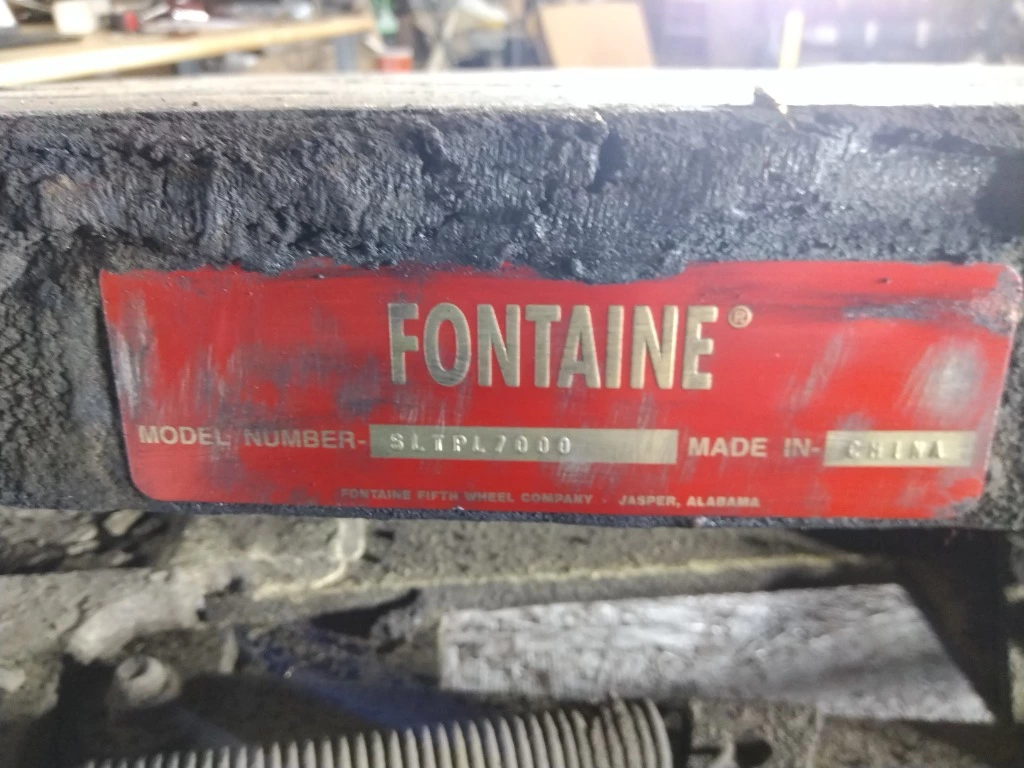 FONTAINE®
MODEL NUMBER- SLTPL7000 MADE IN- CHINA
FONTAINE FIFTH WHEEL COMPANY · JASPER, ALABAMA